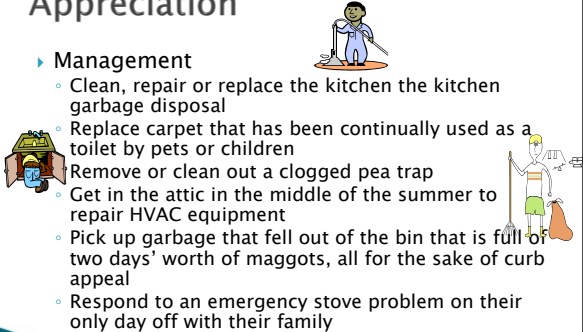 Appreciation
Management
Clean, repair or replace the kitchen the kitchen
garbage disposal
Replace carpet that has been continually used as a
toilet by pets or children
Remove or clean out a clogged pea trap
Get in the attic in the middle of the summer to
repair HVAC equipment
Pick up garbage that fell out of the bin that is full of
two days’ worth of maggots, all for the sake of curb
appeal
Respond to an emergency stove problem on their
only day off with their family